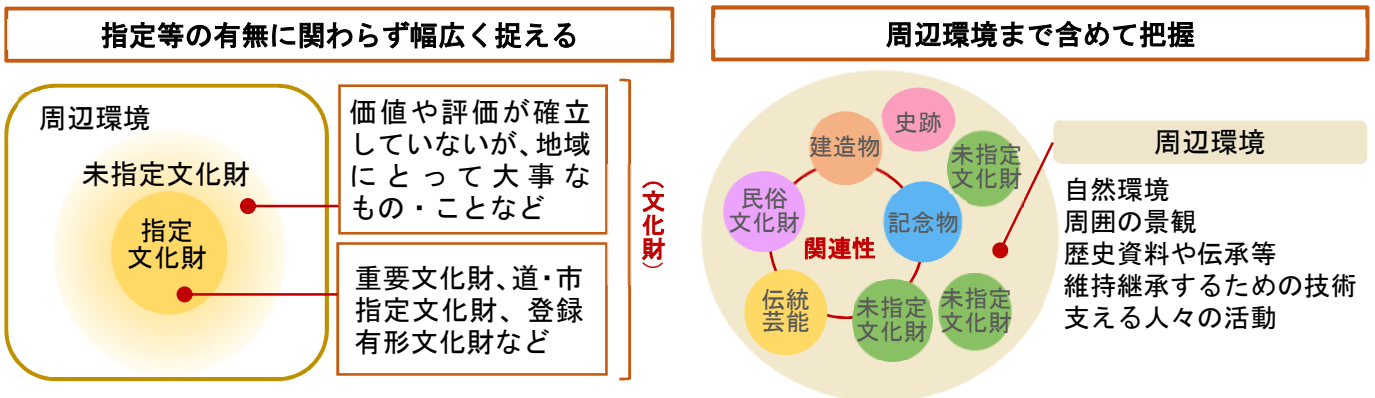 指定等の有無に関わらず幅広く捉える
周辺環境
未指定文化財
指定
文化財
価値や評価が確立
していないが、地域
にとって大事な
もの・ことなど
重要文化財、道・市
指定文化財、登録
有形文化財など
（文化財）
周辺環境まで含めて把握
史跡
建造物
未指定
文化財
民俗
文化財
記念物
関連性
伝統
芸能
未指定
文化財
未指定
文化財
周辺環境
自然環境
周囲の景観
歴史資料や伝承等
維持継承するための技術
支える人々の活動